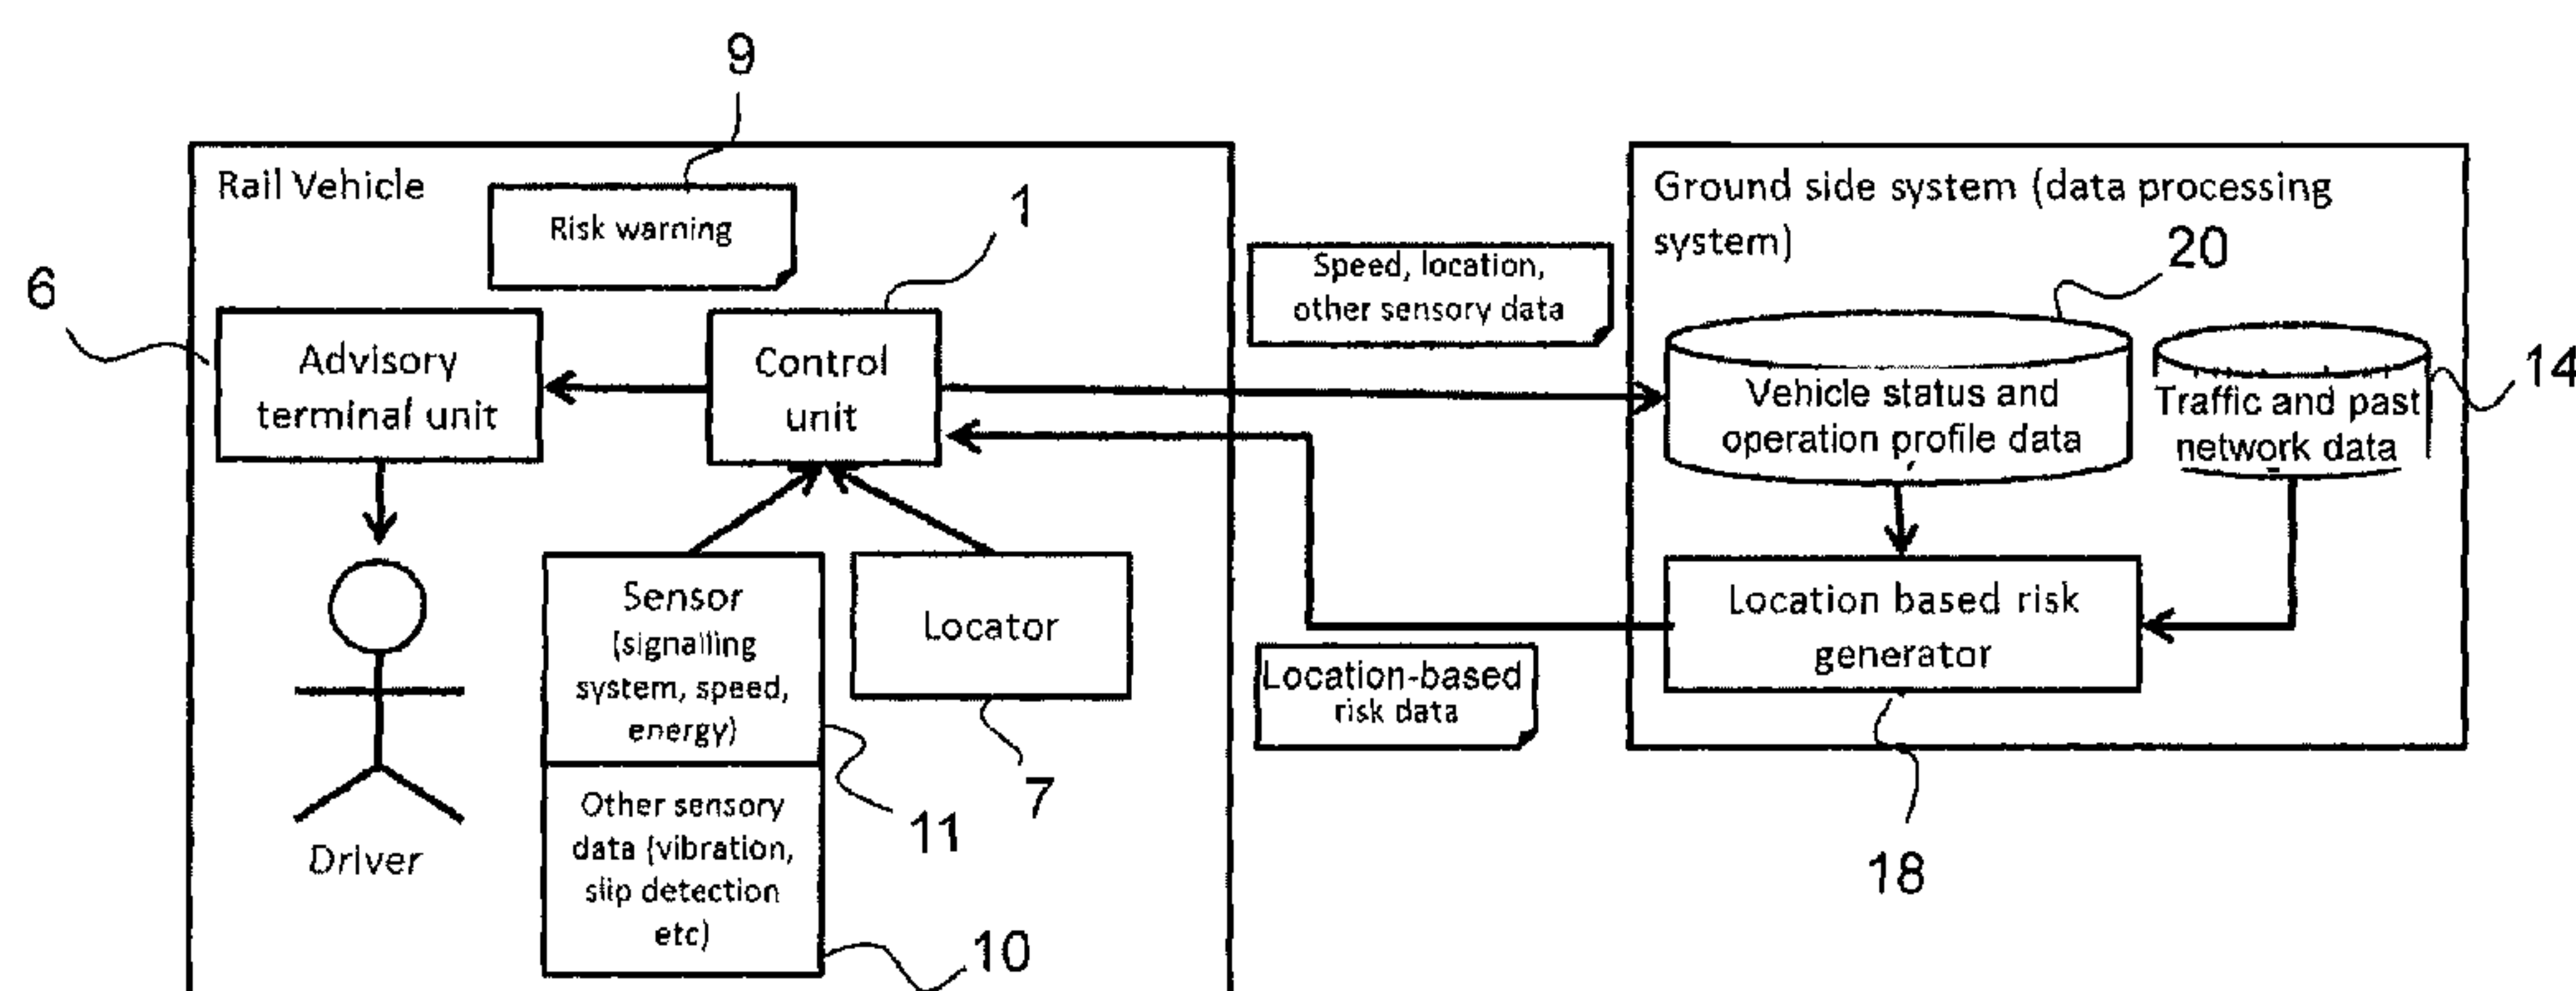 9
Rail Vehicle
Risk warning
1
6
Advisory
terminal unit
Control
unit
Speed, location,
other sensory data
Ground side system (data processing
system)
20
Vehicle status and
operation profile data
Traffic and past
network data
14
Sensor
(signalling
system, speed,
energy)
Locator
7
11
Other sensory
data (vibration,
slip detection
etc)
10
Driver
Location-based
risk data
Location based risk
generator
18